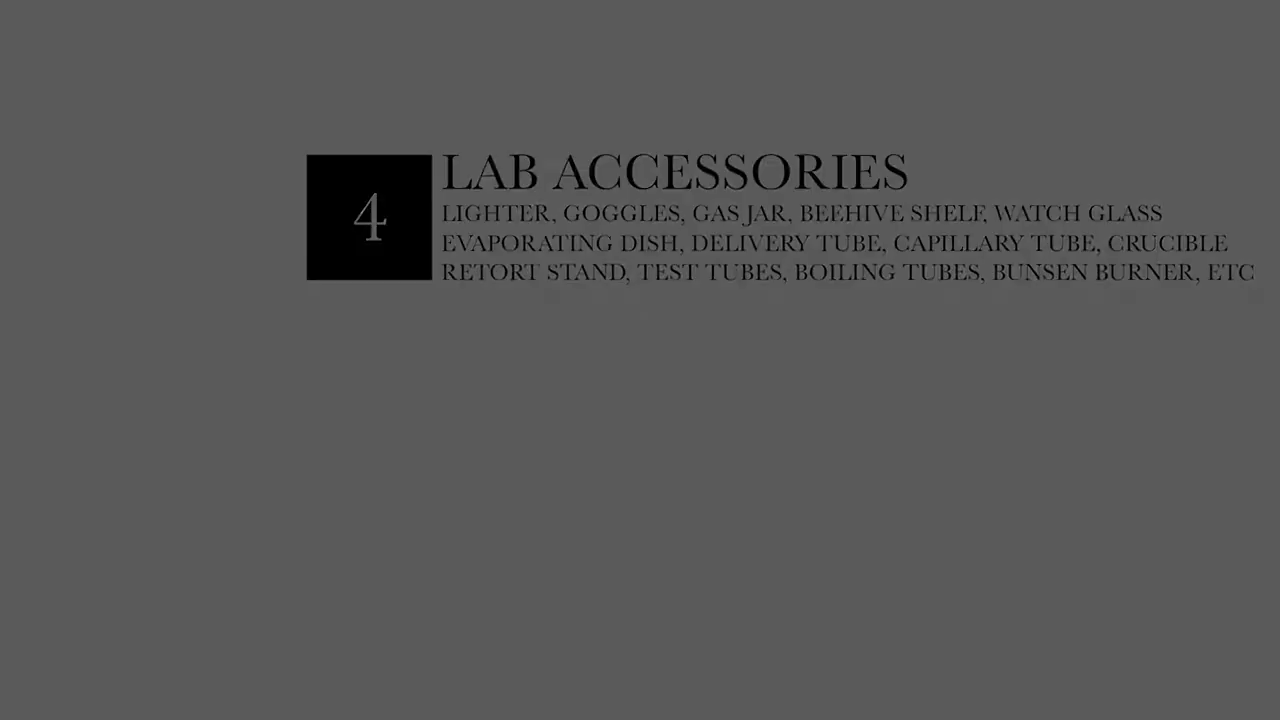 4
LAB ACCESSORIES
LIGHTER, GOGGLES, GAS JAR, BEEHIVE SHELF, WATCH GLASS
EVAPORATING DISH, DELIVERY TUBE, CAPILLARY TUBE, CRUCIBLE
RETORT STAND, TEST TUBES, BOILING TUBES, BUNSEN BURNER, ETC